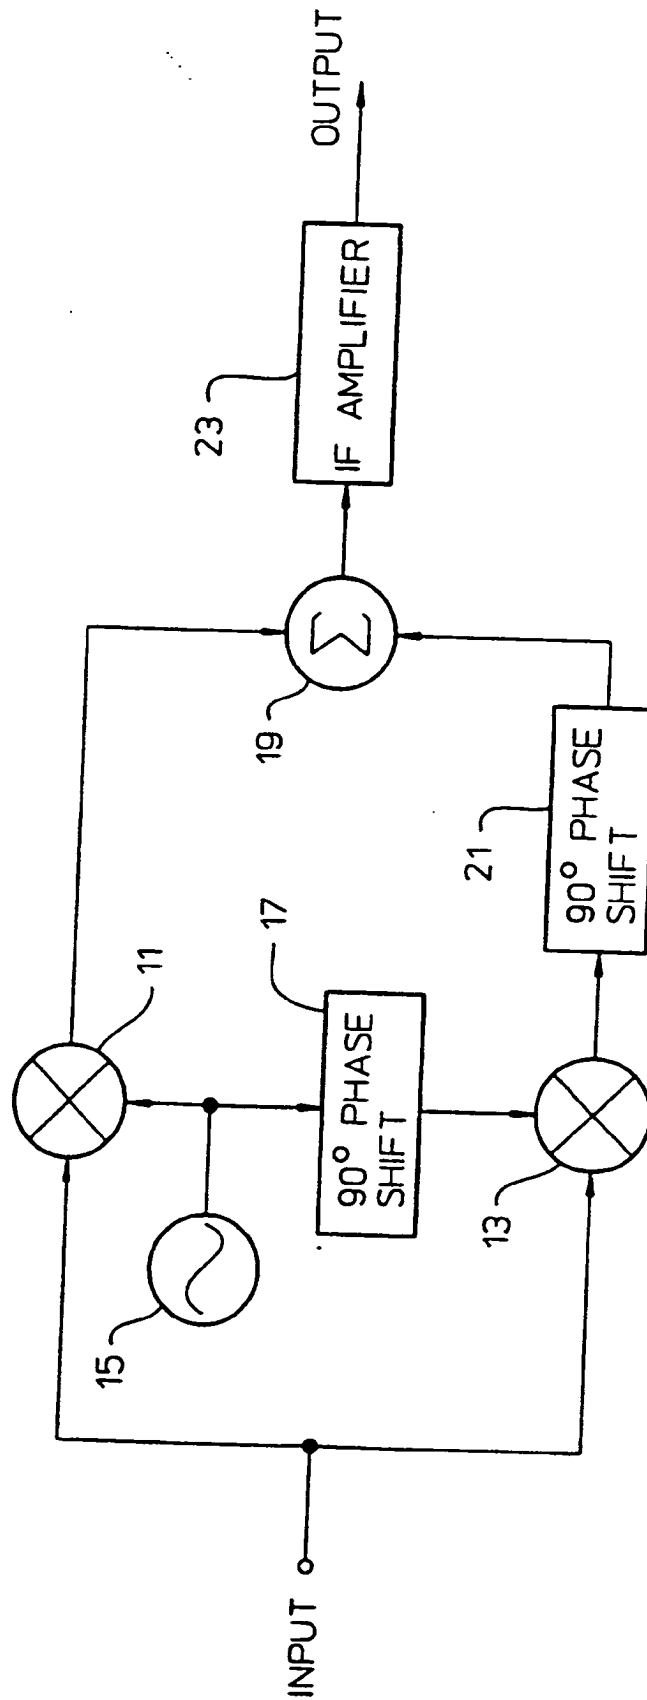 INPUT
15
11
17
90° PHASE
SHIFT
13
19
Σ
21
90° PHASE
SHIFT
23
IF AMPLIFIER
OUTPUT